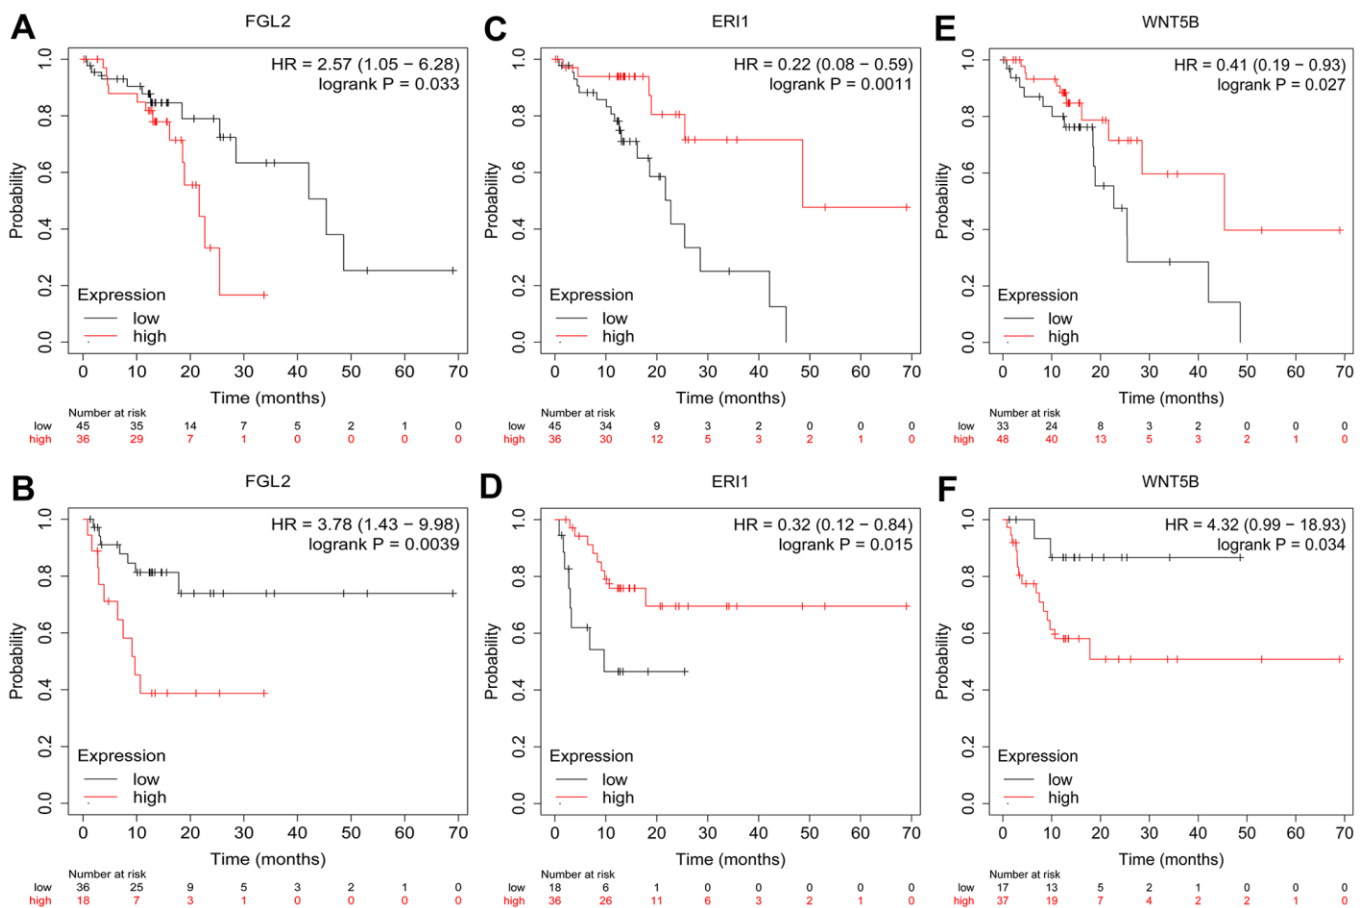 A
FGL2
HR = 2.57 (1.05 − 6.28)
logrank P = 0.033
Probability
1.0
0.8
0.6
0.4
0.2
0.0
Expression
low
high
0 10 20 30 40 50 60 70
Time (months)
Number at risk
low 45 35 14 7 5 2 1 0
high 36 29 7 1 0 0 0 0
C
ERI1
HR = 0.22 (0.08 − 0.59)
logrank P = 0.0011
Probability
1.0
0.8
0.6
0.4
0.2
0.0
Expression
low
high
0 10 20 30 40 50 60 70
Time (months)
Number at risk
low 45 34 9 3 2 0 0 0
high 36 30 12 5 3 2 1 0
E
WNT5B
HR = 0.41 (0.19 − 0.93)
logrank P = 0.027
Probability
1.0
0.8
0.6
0.4
0.2
0.0
Expression
low
high
0 10 20 30 40 50 60 70
Time (months)
Number at risk
low 33 24 8 3 2 0 0 0
high 48 40 13 5 3 2 1 0
B
FGL2
HR = 3.78 (1.43 − 9.98)
logrank P = 0.0039
Probability
1.0
0.8
0.6
0.4
0.2
0.0
Expression
low
high
0 10 20 30 40 50 60 70
Time (months)
Number at risk
low 36 25 9 5 3 2 1 0
high 18 7 3 1 0 0 0 0
D
ERI1
HR = 0.32 (0.12 − 0.84)
logrank P = 0.015
Probability
1.0
0.8
0.6
0.4
0.2
0.0
Expression
low
high
0 10 20 30 40 50 60 70
Time (months)
Number at risk
low 18 6 1 0 0 0 0 0
high 36 26 11 6 3 2 1 0
F
WNT5B
HR = 4.32 (0.99 − 18.93)
logrank P = 0.034
Probability
1.0
0.8
0.6
0.4
0.2
0.0
Expression
low
high
0 10 20 30 40 50 60 70
Time (months)
Number at risk
low 17 13 5 2 1 0 0 0
high 37 19 7 4 2 2 1 0